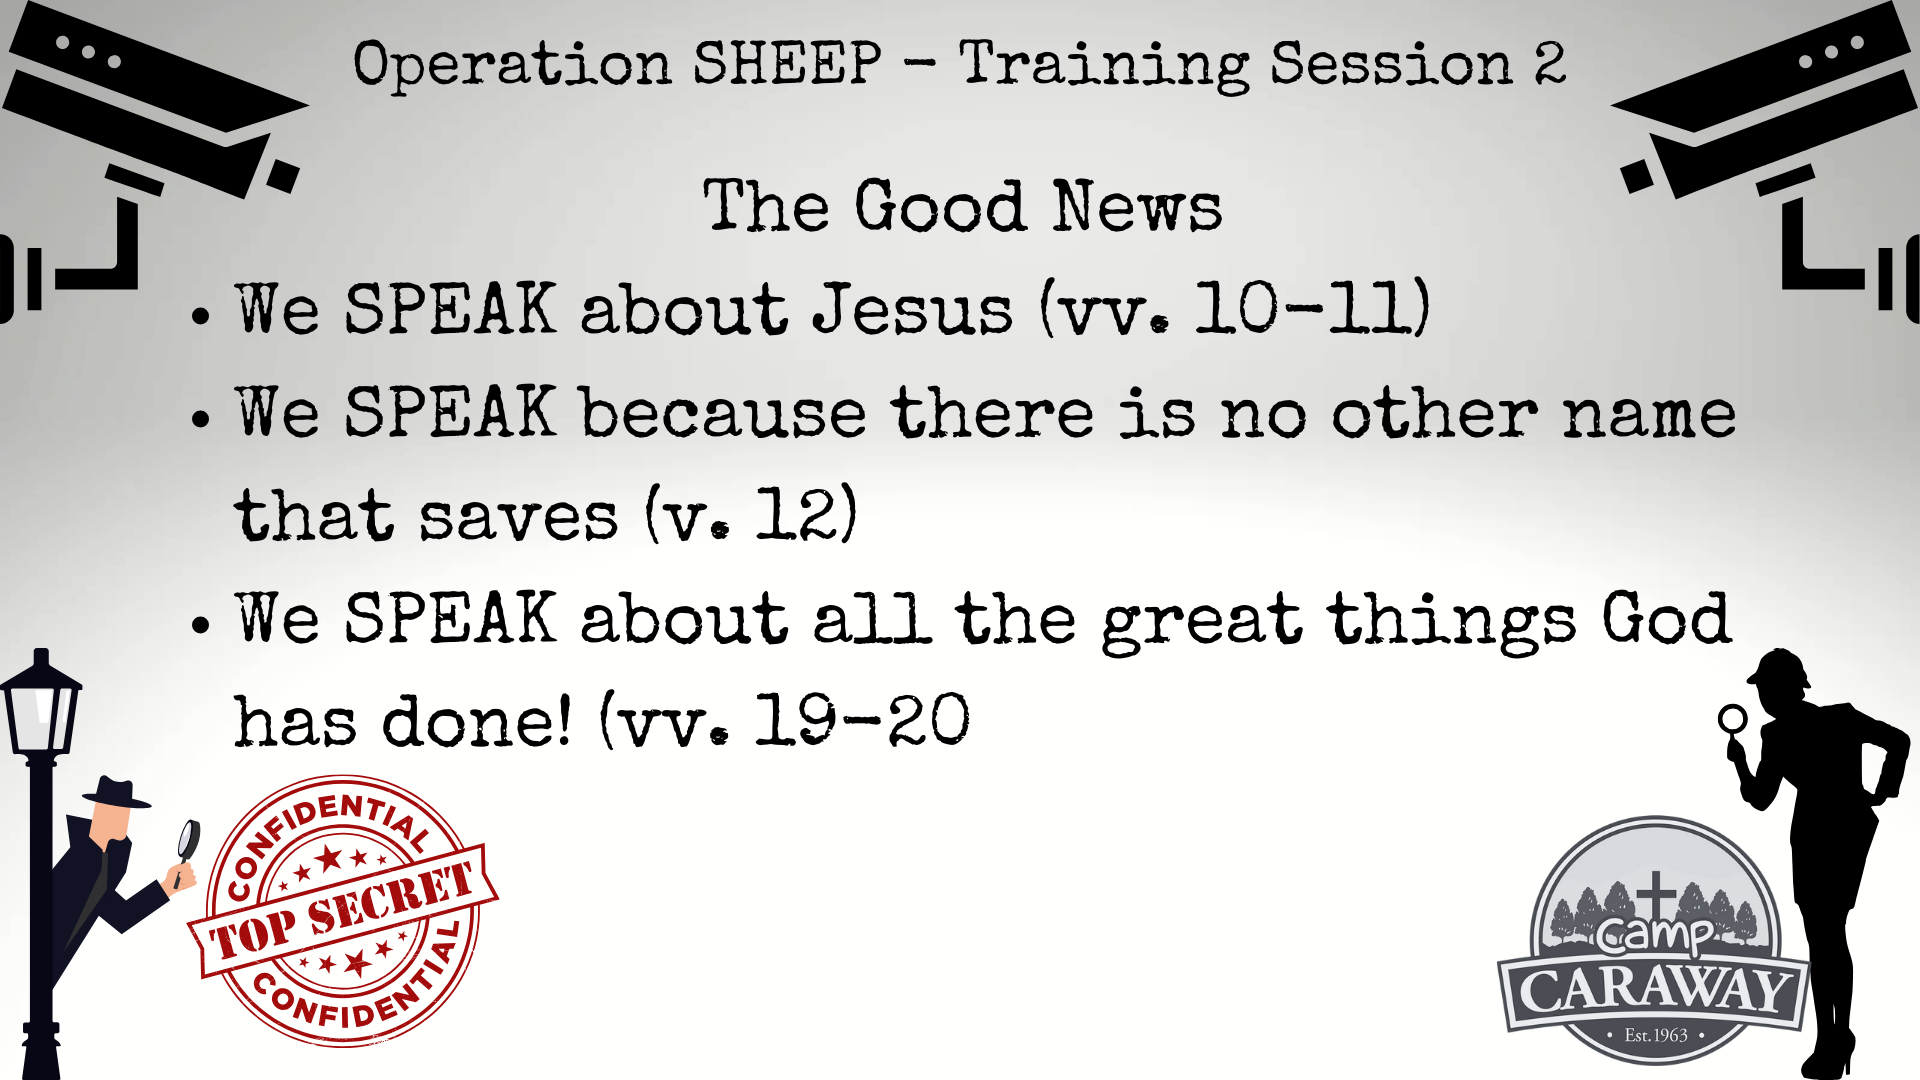 Operation SHEEP - Training Session 2
The Good News
• We SPEAK about Jesus (vv. 10-11)
• We SPEAK because there is no other name
that saves (v. 12)
• We SPEAK about all the great things God
has done! (vv. 19-20
CONFIDENTIAL
TOP SECRET
CONFIDENTIAL
Camp
CARAWAY
• Est. 1963 •